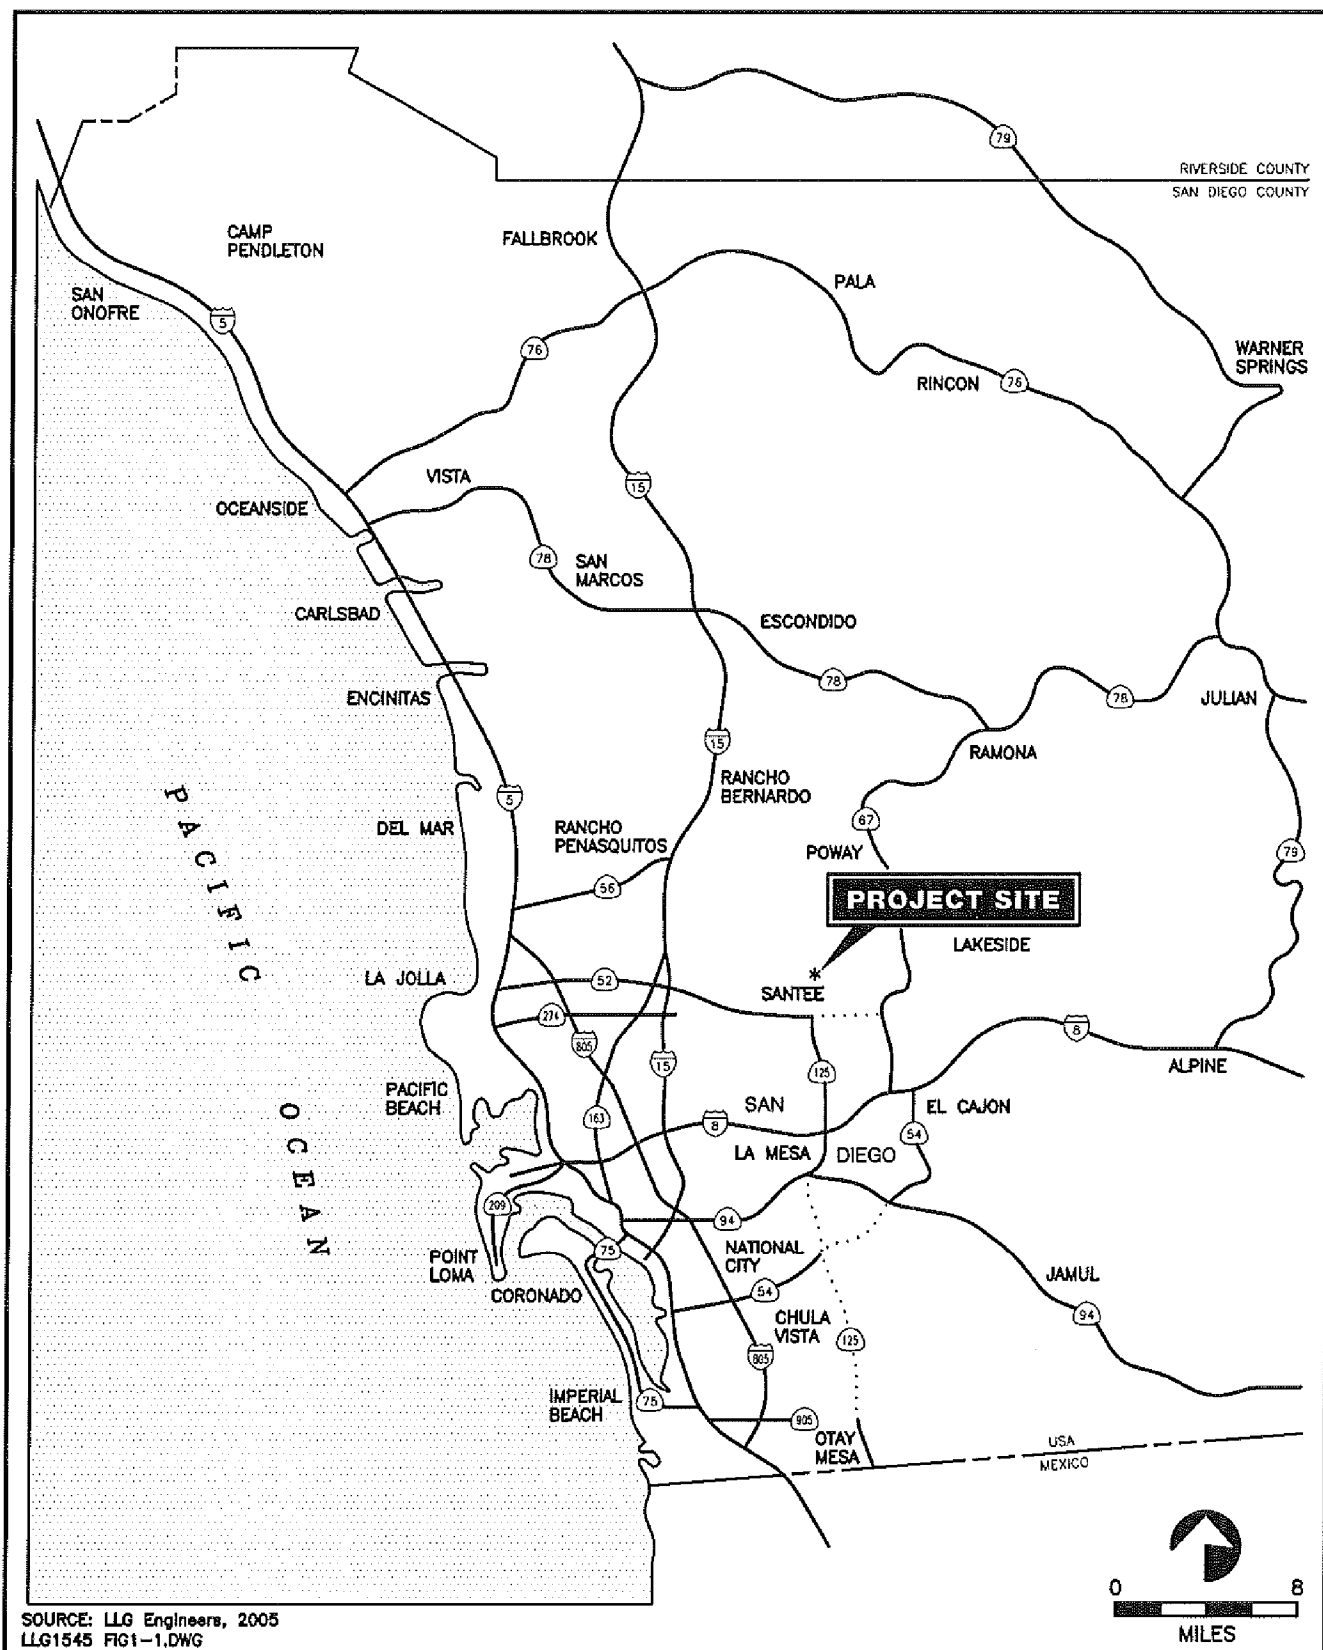 79
RIVERSIDE COUNTY
SAN DIEGO COUNTY
CAMP
PENDLETON
FALLBROOK
SAN
ONOFRE
5
PALA
76
WARNER
SPRINGS
RINCON
76
VISTA
15
OCEANSIDE
78
SAN
MARCOS
CARLSBAD
ESCONDIDO
78
78
JULIAN
ENCINITAS
15
RAMONA
RANCHO
BERNARDO
5
PACIFIC
OCEAN
DEL MAR
RANCHO
PENASQUITOS
67
POWAY
79
56
PROJECT SITE
LAKESIDE
LA JOLLA
52
*
SANTEE
274
805
8
15
125
ALPINE
PACIFIC
BEACH
163
SAN
DIEGO
8
EL CAJON
54
LA MESA
209
94
75
NATIONAL
CITY
POINT
LOMA
CORONADO
54
JAMUL
94
CHULA
VISTA
125
805
IMPERIAL
BEACH
75
905
OTAY
MESA
USA
MEXICO
0 8
MILES
SOURCE: LLG Engineers, 2005
LLG1545 FIG1-1.DWG